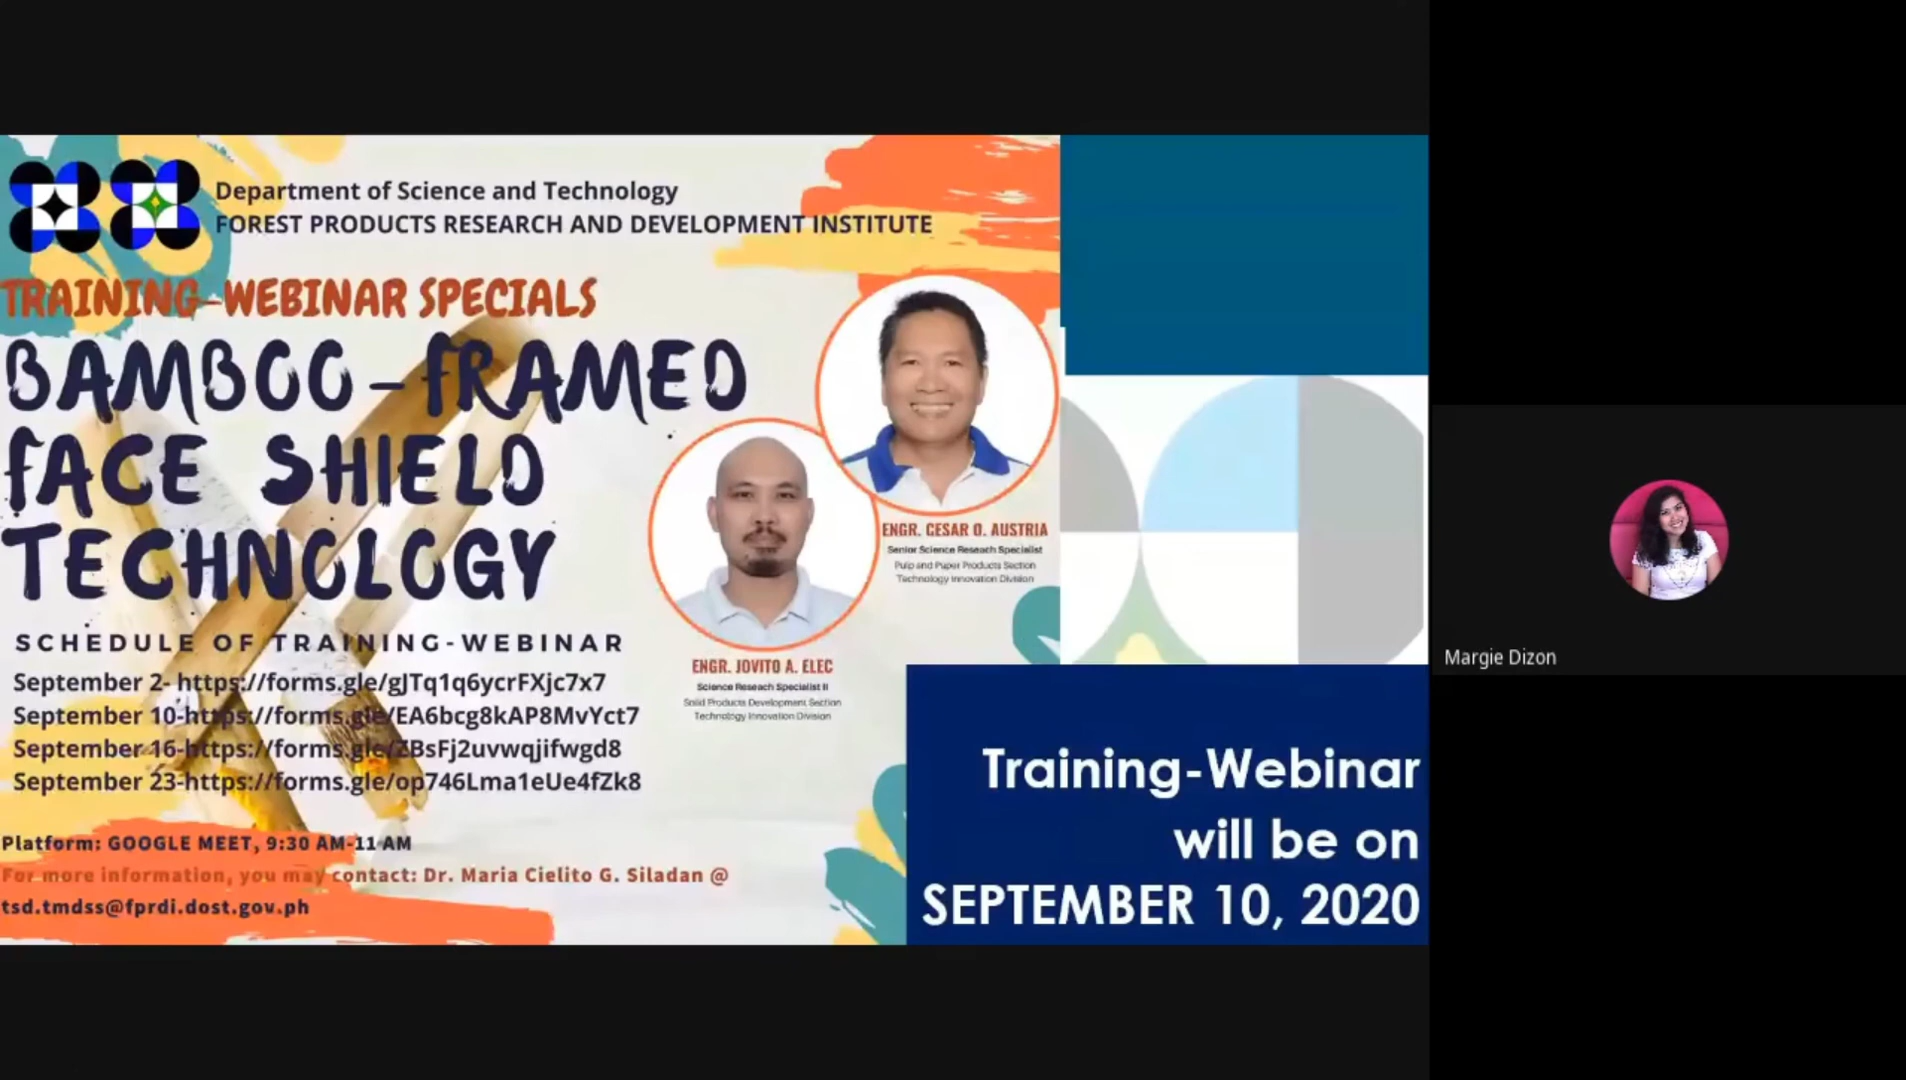 Department of Science and Technology
FOREST PRODUCTS RESEARCH AND DEVELOPMENT INSTITUTE
TRAINING-WEBINAR SPECIALS
BAMBOO-FRAMED
FACE SHIELD
TECHNOLOGY
ENGR. CESAR O. AUSTRIA
Senior Science Reseach Specialist
Pulp and Paper Products Section
Technology Innovation Division
ENGR. JOVITO A. ELEC
Science Reseach Specialist II
Solid Products Development Section
Technology Innovation Division
SCHEDULE OF TRAINING-WEBINAR
September 2- https://forms.gle/gJTq1q6ycrFXjc7x7
September 10-https://forms.gle/EA6bcg8kAP8MvYct7
September 16-https://forms.gle/ZBsFj2uvwqjifwgd8
September 23-https://forms.gle/op746Lma1eUe4fZk8
Platform: GOOGLE MEET, 9:30 AM-11 AM
For more information, you may contact: Dr. Maria Cielito G. Siladan @
tsd.tmdss@fprdi.dost.gov.ph
Training-Webinar
will be on
SEPTEMBER 10, 2020
Margie Dizon